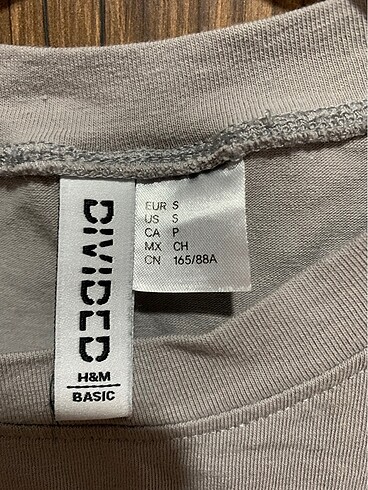 DIVIDED
H&M
BASIC
EUR S
US S
CA P
MX CH
CN 165/88A